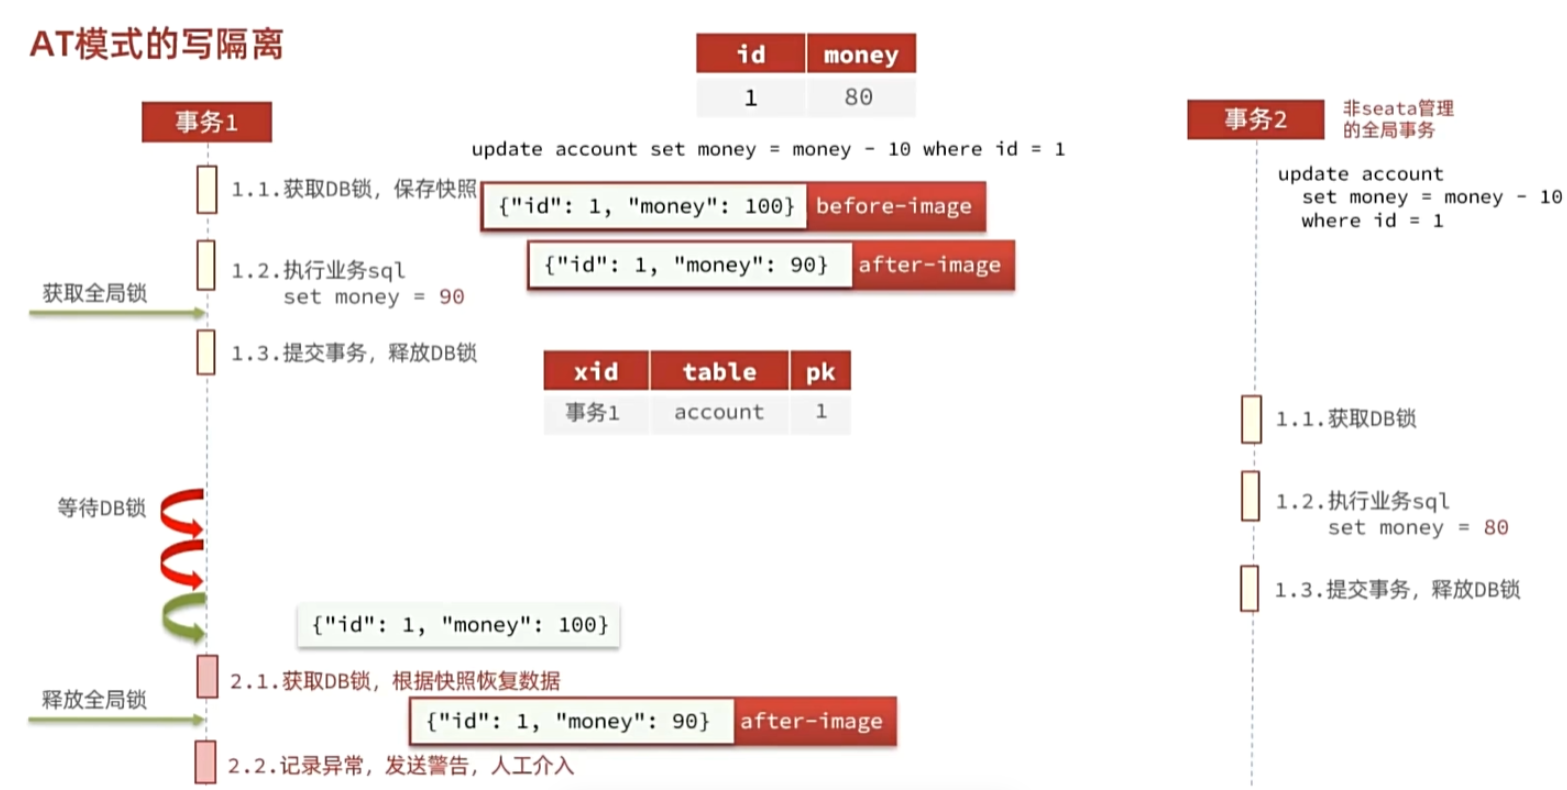 AT模式的写隔离
id money
1 80
事务1
update account set money = money - 10 where id = 1
1.1.获取DB锁，保存快照
{"id": 1, "money": 100} before-image
1.2.执行业务sql
set money = 90
{"id": 1, "money": 90} after-image
获取全局锁
1.3.提交事务，释放DB锁
xid table pk
事务1 account 1
等待DB锁
{"id": 1, "money": 100}
2.1.获取DB锁，根据快照恢复数据
释放全局锁
{"id": 1, "money": 90} after-image
2.2.记录异常，发送警告，人工介入
事务2
非seata管理
的全局事务
update account
set money = money - 10
where id = 1
1.1.获取DB锁
1.2.执行业务sql
set money = 80
1.3.提交事务，释放DB锁